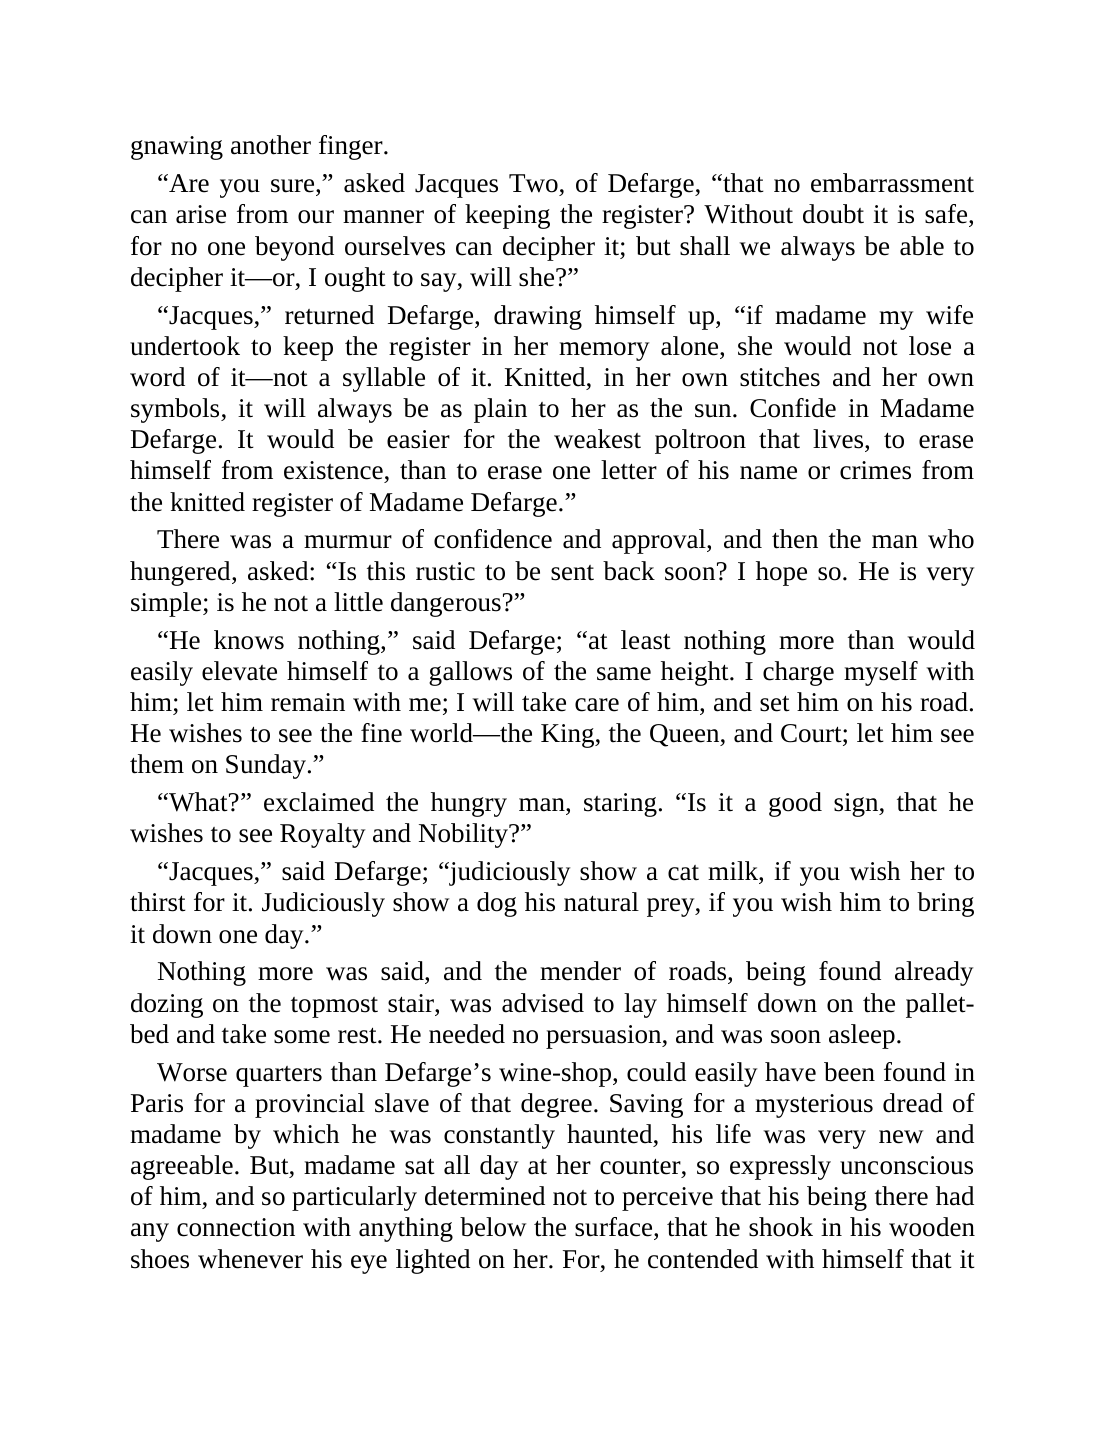 gnawing another finger.
“Are you sure,” asked Jacques Two, of Defarge, “that no embarrassment
can arise from our manner of keeping the register? Without doubt it is safe,
for no one beyond ourselves can decipher it; but shall we always be able to
decipher it—or, I ought to say, will she?”
“Jacques,” returned Defarge, drawing himself up, “if madame my wife
undertook to keep the register in her memory alone, she would not lose a
word of it—not a syllable of it. Knitted, in her own stitches and her own
symbols, it will always be as plain to her as the sun. Confide in Madame
Defarge. It would be easier for the weakest poltroon that lives, to erase
himself from existence, than to erase one letter of his name or crimes from
the knitted register of Madame Defarge.”
There was a murmur of confidence and approval, and then the man who
hungered, asked: “Is this rustic to be sent back soon? I hope so. He is very
simple; is he not a little dangerous?”
“He knows nothing,” said Defarge; “at least nothing more than would
easily elevate himself to a gallows of the same height. I charge myself with
him; let him remain with me; I will take care of him, and set him on his road.
He wishes to see the fine world—the King, the Queen, and Court; let him see
them on Sunday.”
“What?” exclaimed the hungry man, staring. “Is it a good sign, that he
wishes to see Royalty and Nobility?”
“Jacques,” said Defarge; “judiciously show a cat milk, if you wish her to
thirst for it. Judiciously show a dog his natural prey, if you wish him to bring
it down one day.”
Nothing more was said, and the mender of roads, being found already
dozing on the topmost stair, was advised to lay himself down on the pallet-
bed and take some rest. He needed no persuasion, and was soon asleep.
Worse quarters than Defarge’s wine-shop, could easily have been found in
Paris for a provincial slave of that degree. Saving for a mysterious dread of
madame by which he was constantly haunted, his life was very new and
agreeable. But, madame sat all day at her counter, so expressly unconscious
of him, and so particularly determined not to perceive that his being there had
any connection with anything below the surface, that he shook in his wooden
shoes whenever his eye lighted on her. For, he contended with himself that it